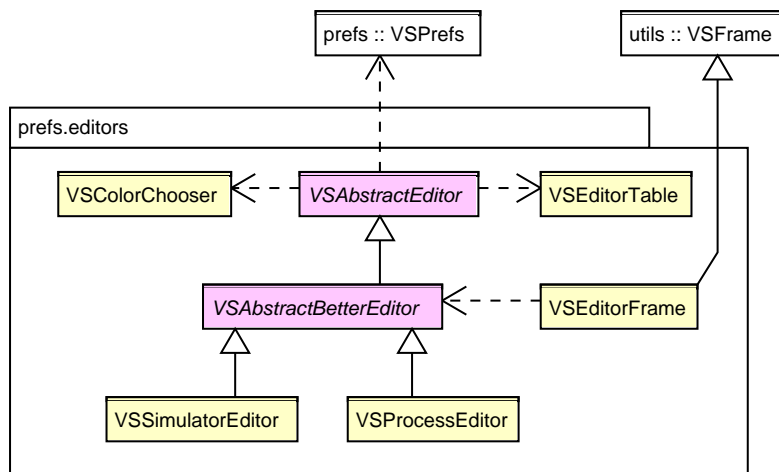 prefs :: VSPrefs
utils :: VSFrame
prefs.editors
VSColorChooser
VSAbstractEditor
VSEditorTable
VSAbstractBetterEditor
VSEditorFrame
VSSimulatorEditor
VSProcessEditor